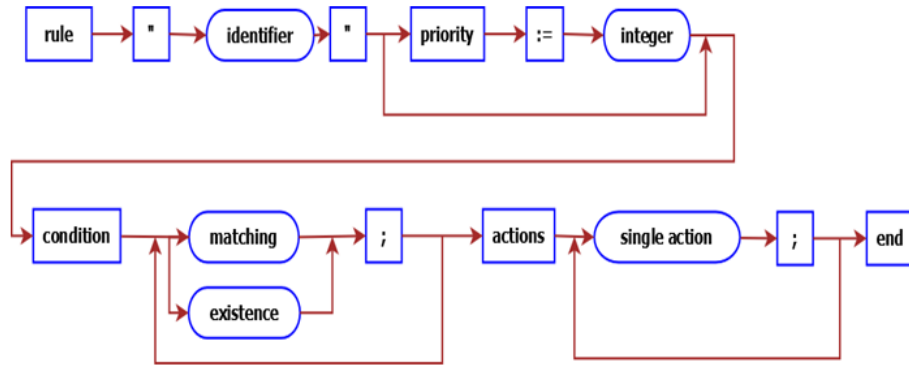 rule " identifier " priority := integer
condition matching ; actions single action ; end
existence